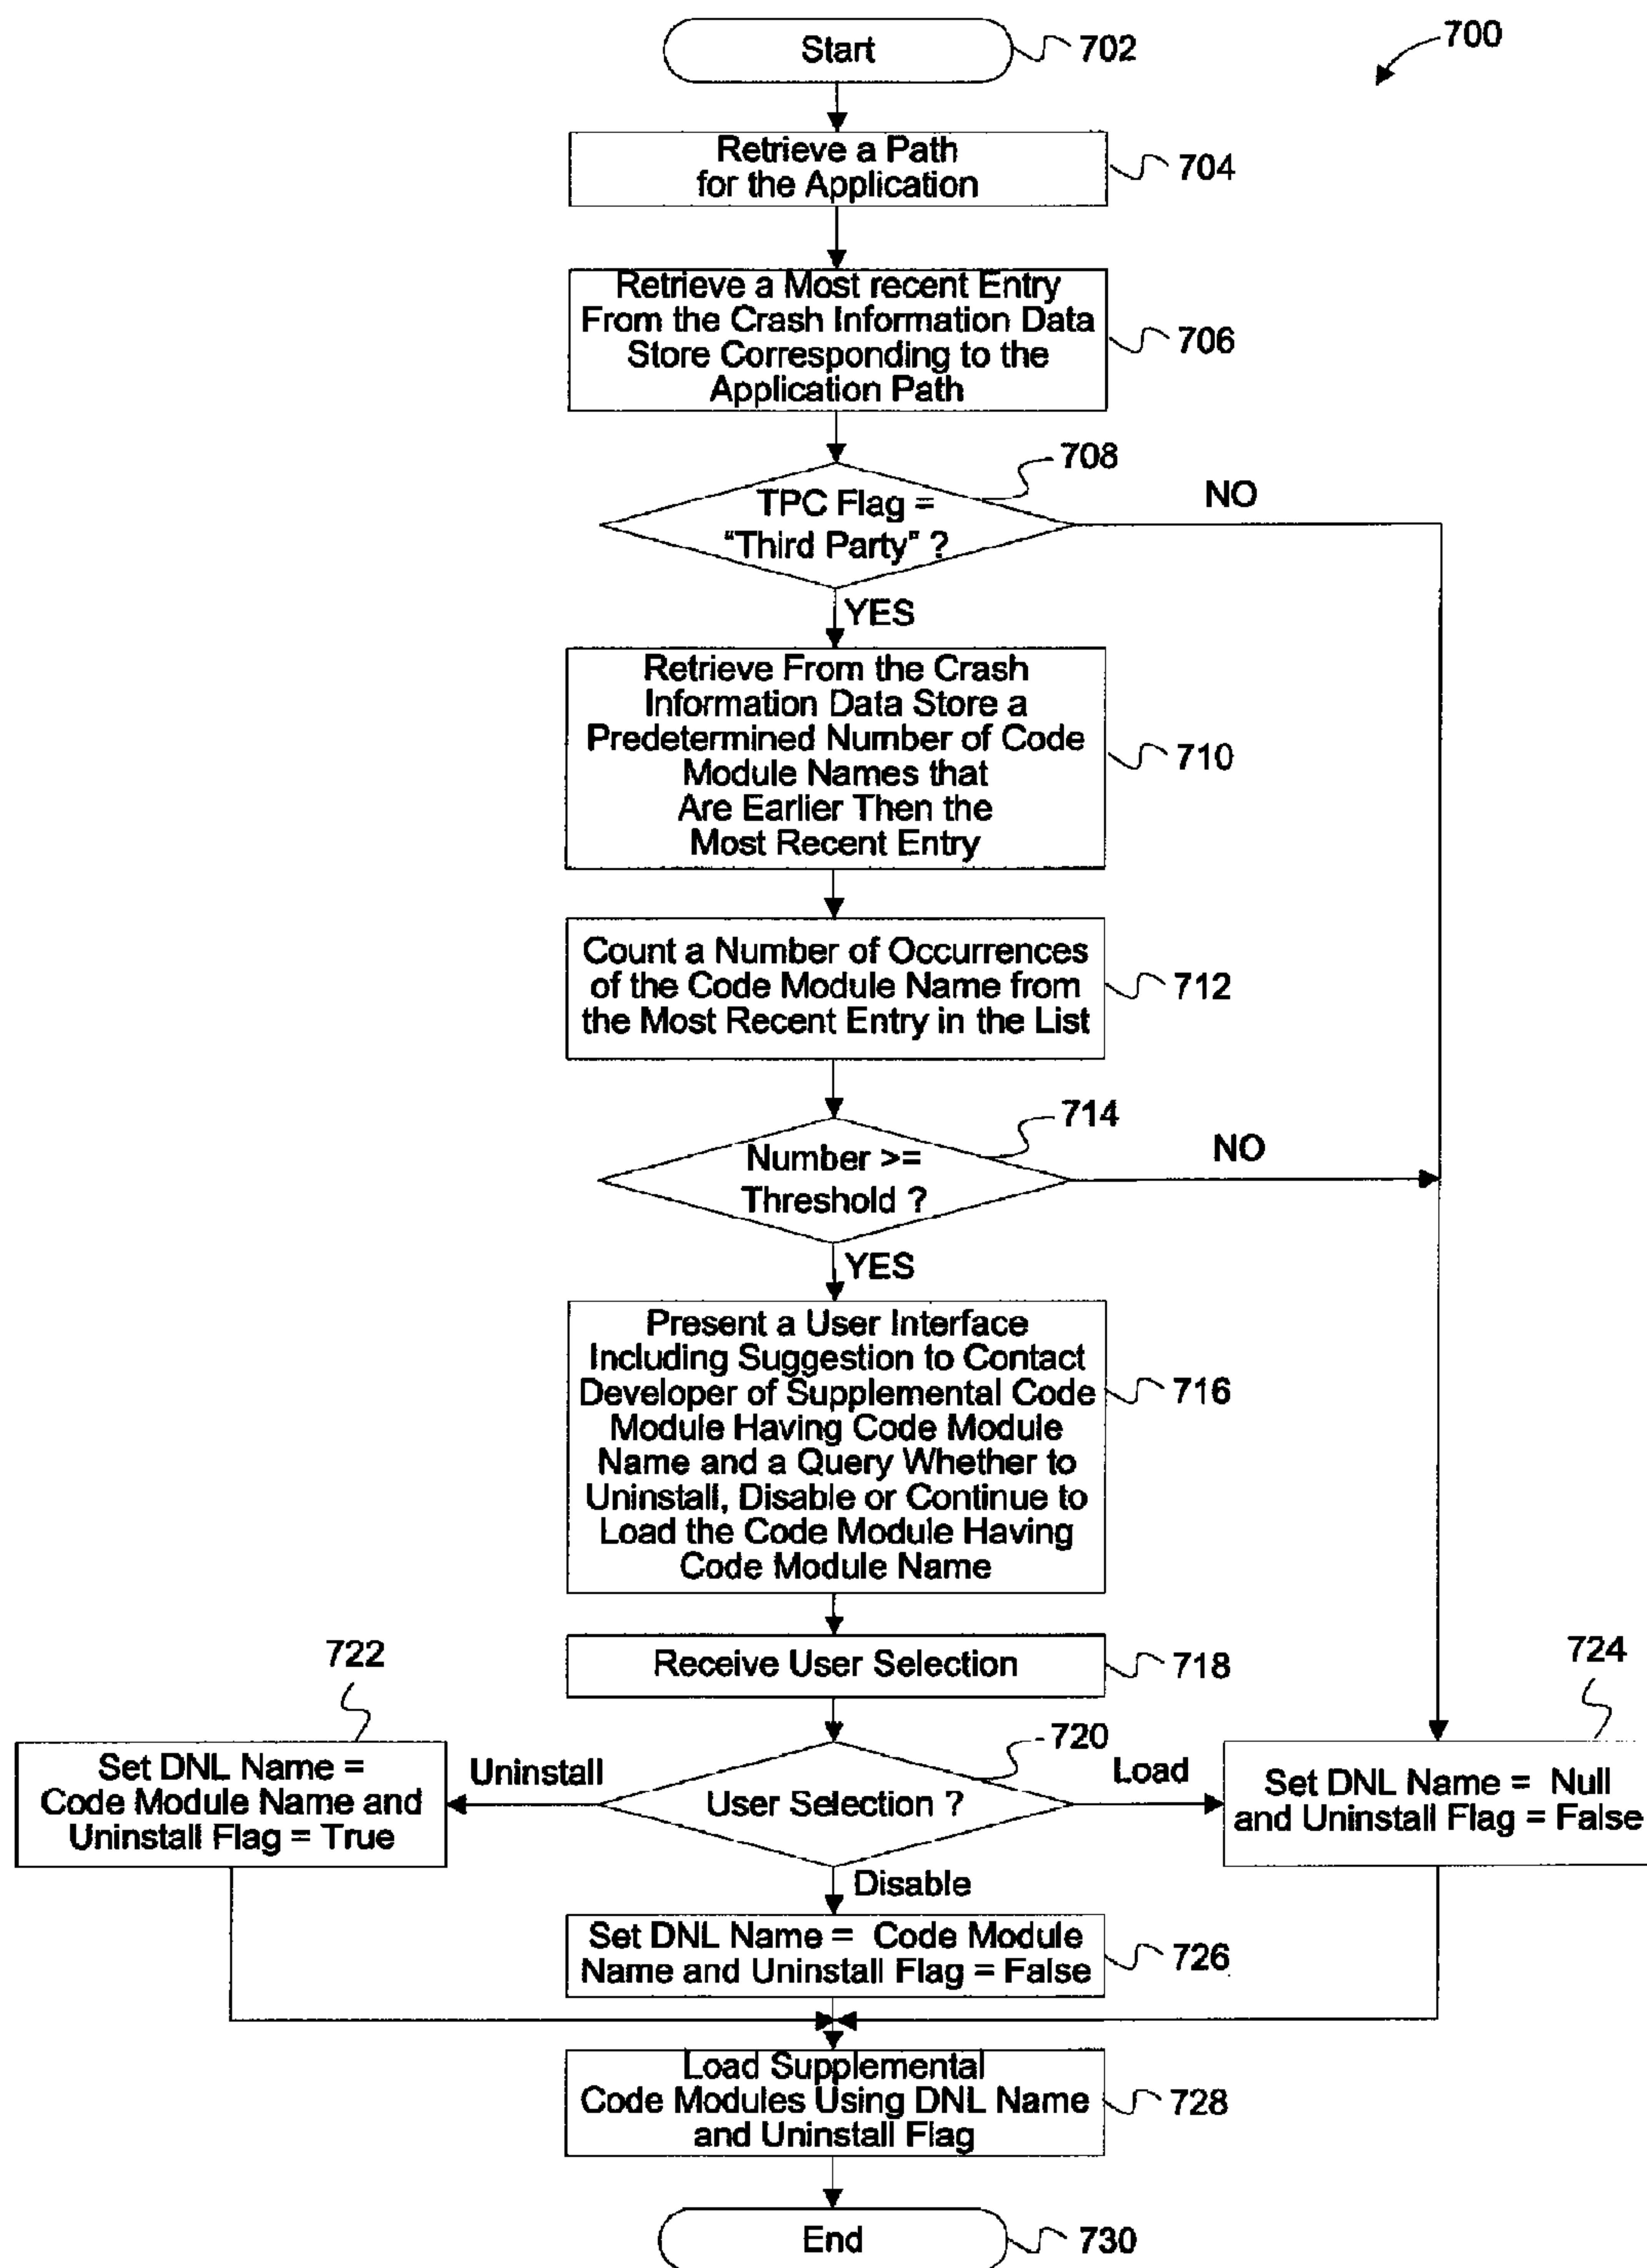 Start
702
700
Retrieve a Path
for the Application
704
Retrieve a Most recent Entry
From the Crash Information Data
Store Corresponding to the
Application Path
706
708
TPC Flag =
"Third Party" ?
NO
YES
Retrieve From the Crash
Information Data Store a
Predetermined Number of Code
Module Names that
Are Earlier Then the
Most Recent Entry
710
Count a Number of Occurrences
of the Code Module Name from
the Most Recent Entry in the List
712
714
Number >=
Threshold ?
NO
YES
Present a User Interface
Including Suggestion to Contact
Developer of Supplemental Code
Module Having Code Module
Name and a Query Whether to
Uninstall, Disable or Continue to
Load the Code Module Having
Code Module Name
716
Receive User Selection
718
722
724
720
Set DNL Name =
Code Module Name and
Uninstall Flag = True
Uninstall
User Selection ?
Load
Set DNL Name = Null
and Uninstall Flag = False
Disable
Set DNL Name = Code Module
Name and Uninstall Flag = False
726
Load Supplemental
Code Modules Using DNL Name
and Uninstall Flag
728
End
730